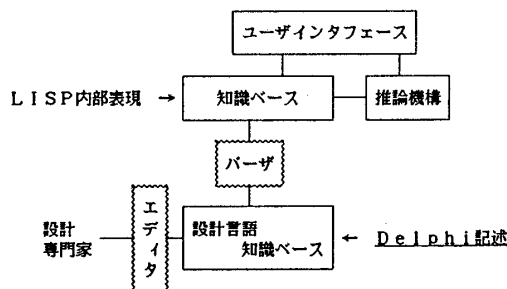 ユーザインタフェース
ＬＩＳＰ内部表現 → 知識ベース 推論機構
パーザ
エディタ
設計
専門家
設計言語
知識ベース
← Ｄｅｌｐｈｉ記述